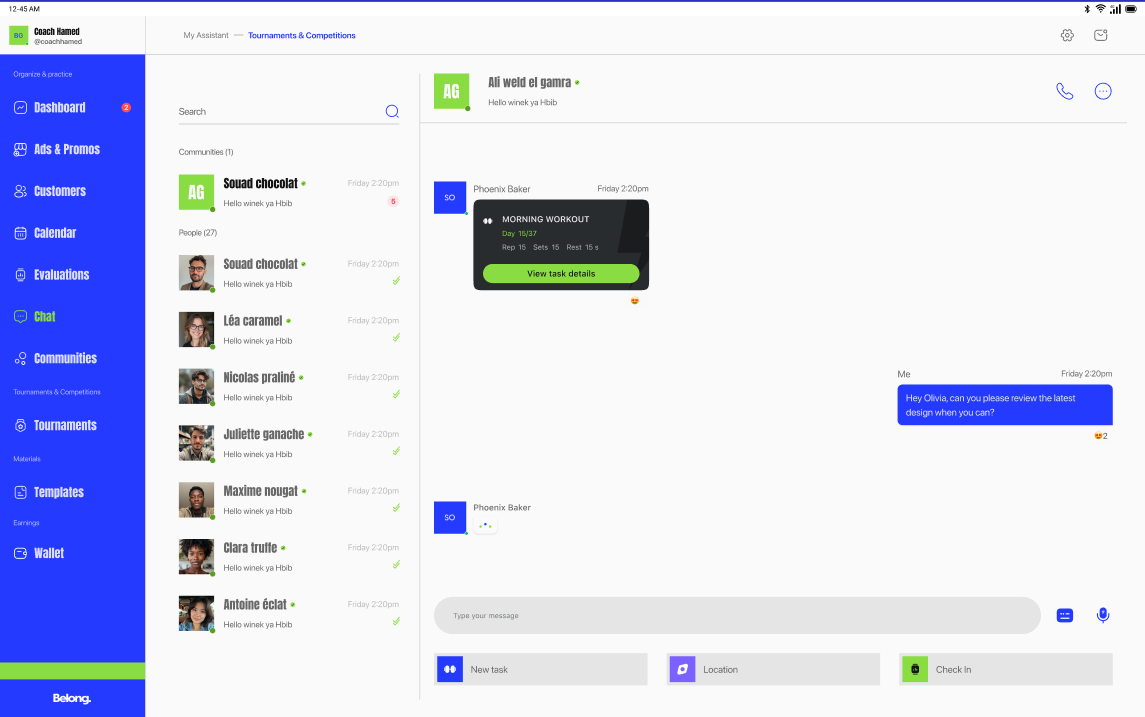 12-45 AM
BG
Coach Hamed
@coachhamed
My Assistant — Tournaments & Competitions
Organize & practice
Dashboard
2
Ads & Promos
Customers
Calendar
Evaluations
Chat
Communities
Tournaments & Competitions
Tournaments
Materials
Templates
Earnings
Wallet
Belong.
Search
Communities (1)
AG
Souad chocolat
Friday 2:20pm
Hello winek ya Hbib
5
People (27)
Souad chocolat
Friday 2:20pm
Hello winek ya Hbib
Léa caramel
Friday 2:20pm
Hello winek ya Hbib
Nicolas praliné
Friday 2:20pm
Hello winek ya Hbib
Juliette ganache
Friday 2:20pm
Hello winek ya Hbib
Maxime nougat
Friday 2:20pm
Hello winek ya Hbib
Clara truffe
Friday 2:20pm
Hello winek ya Hbib
Antoine éclat
Friday 2:20pm
Hello winek ya Hbib
AG
Ali weld el gamra
Hello winek ya Hbib
SO
Phoenix Baker
Friday 2:20pm
MORNING WORKOUT
Day 15/37
Rep 15 Sets 15 Rest 15 s
View task details
😍
Me
Friday 2:20pm
Hey Olivia, can you please review the latest
design when you can?
😍2
SO
Phoenix Baker
Type your message
New task
Location
Check In